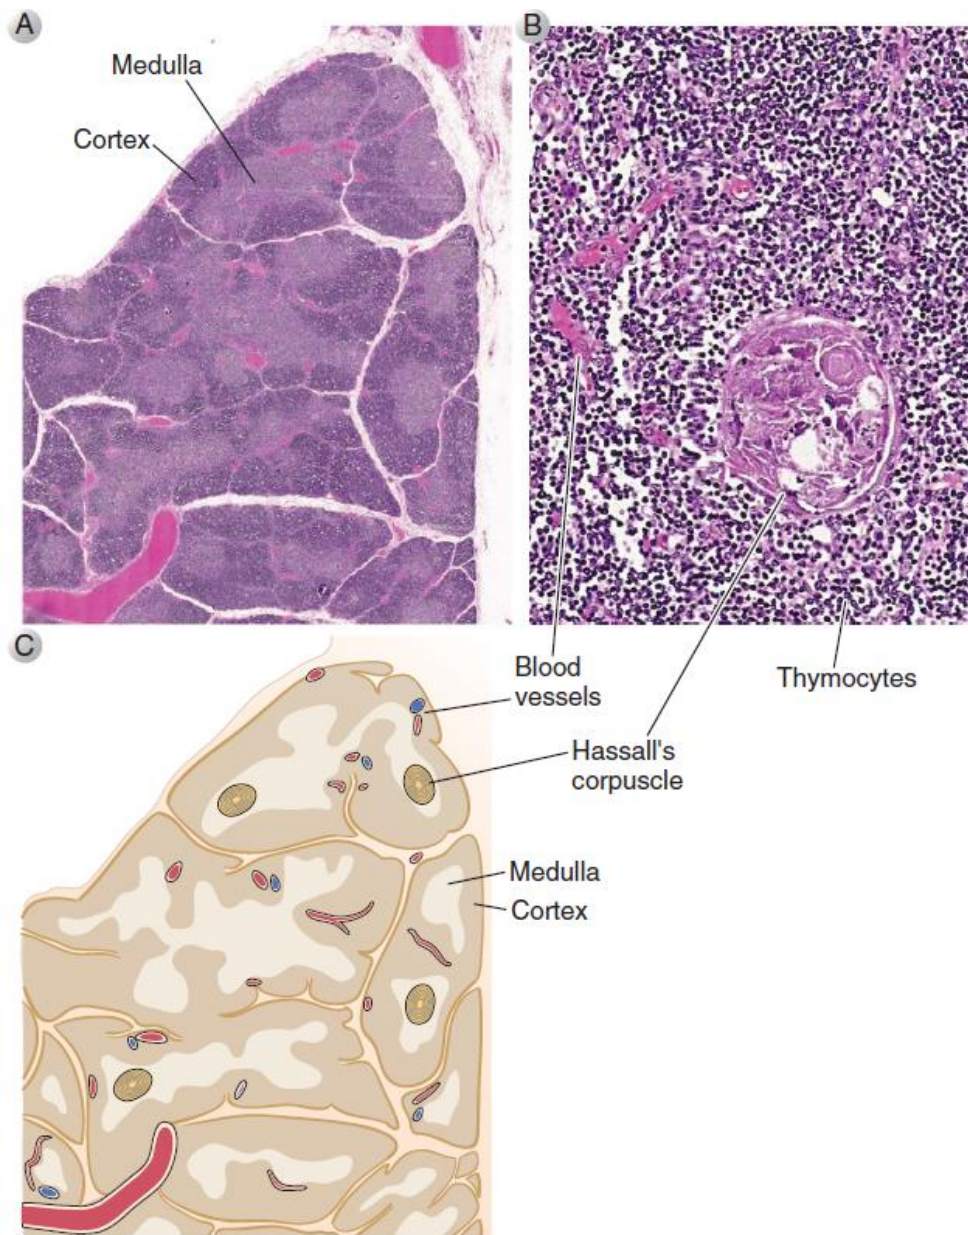 A
Medulla
Cortex
B
C
Blood
vessels
Thymocytes
Hassall's
corpuscle
Medulla
Cortex